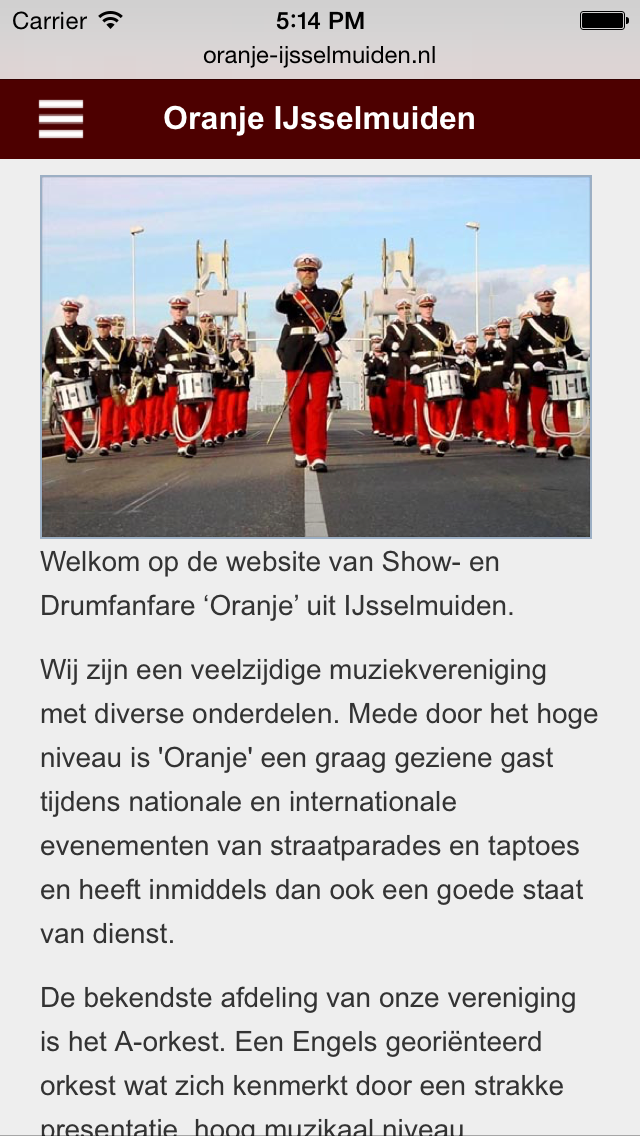 Carrier 5:14 PM
oranje-ijsselmuiden.nl
Oranje IJsselmuiden
Welkom op de website van Show- en
Drumfanfare ‘Oranje’ uit IJsselmuiden.
Wij zijn een veelzijdige muziekvereniging
met diverse onderdelen. Mede door het hoge
niveau is 'Oranje' een graag geziene gast
tijdens nationale en internationale
evenementen van straatparades en taptoes
en heeft inmiddels dan ook een goede staat
van dienst.
De bekendste afdeling van onze vereniging
is het A-orkest. Een Engels georiënteerd
orkest wat zich kenmerkt door een strakke
presentatie, hoog muzikaal niveau